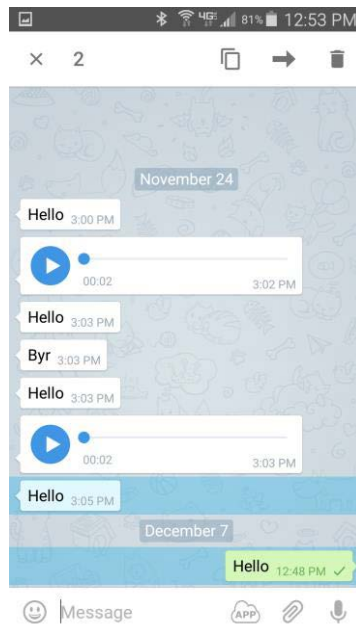 4G 81% 12:53 PM
2
November 24
Hello 3:00 PM
00:02 3:02 PM
Hello 3:03 PM
Byr 3:03 PM
Hello 3:03 PM
00:02 3:03 PM
Hello 3:05 PM
December 7
Hello 12:48 PM
Message APP